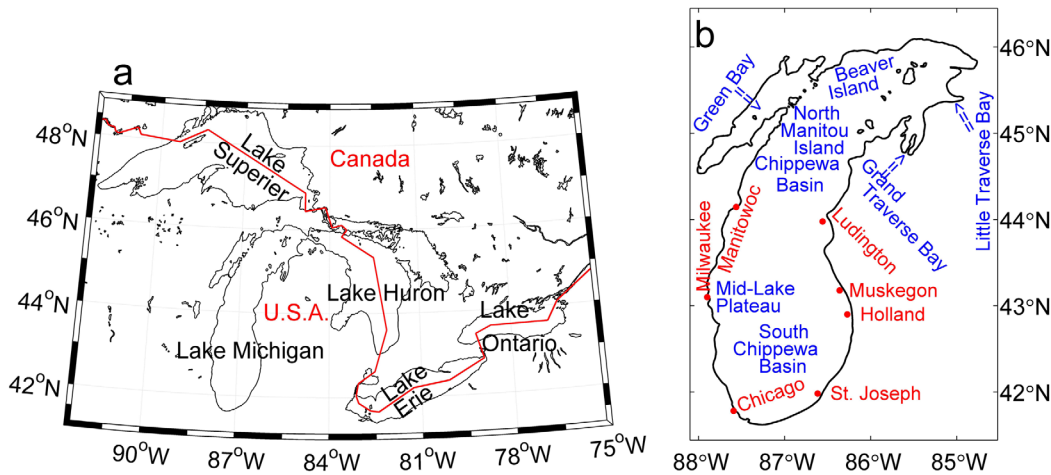 a
48°N
46°N
44°N
42°N
90°W
87°W
84°W
81°W
78°W
75°W
Lake
Superier
Canada
U.S.A.
Lake Huron
Lake Michigan
Lake
Ontario
Lake
Erie
b
46°N
45°N
44°N
43°N
42°N
88°W
87°W
86°W
85°W
Green Bay
==>
Beaver
Island
North
Manitou
Island
Chippewa
Basin
==>
Grand
Traverse Bay
<==
Little Traverse Bay
Manitowoc
Milwaukee
Ludington
Mid-Lake
Plateau
Muskegon
Holland
South
Chippewa
Basin
Chicago
St. Joseph